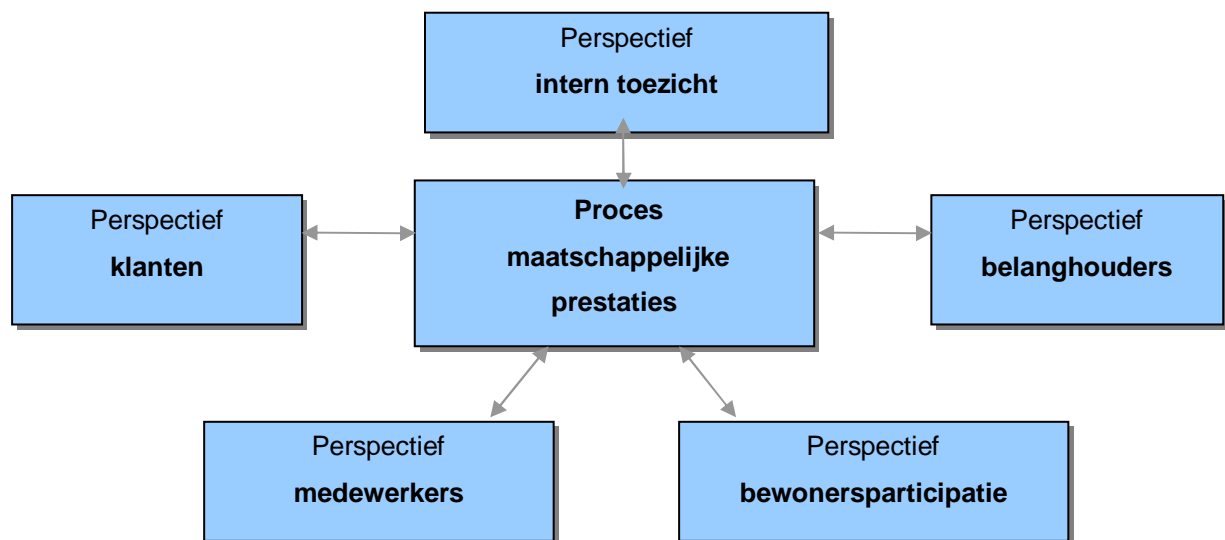 Perspectief
intern toezicht
Perspectief
klanten
Proces
maatschappelijke
prestaties
Perspectief
belanghouders
Perspectief
medewerkers
Perspectief
bewonersparticipatie